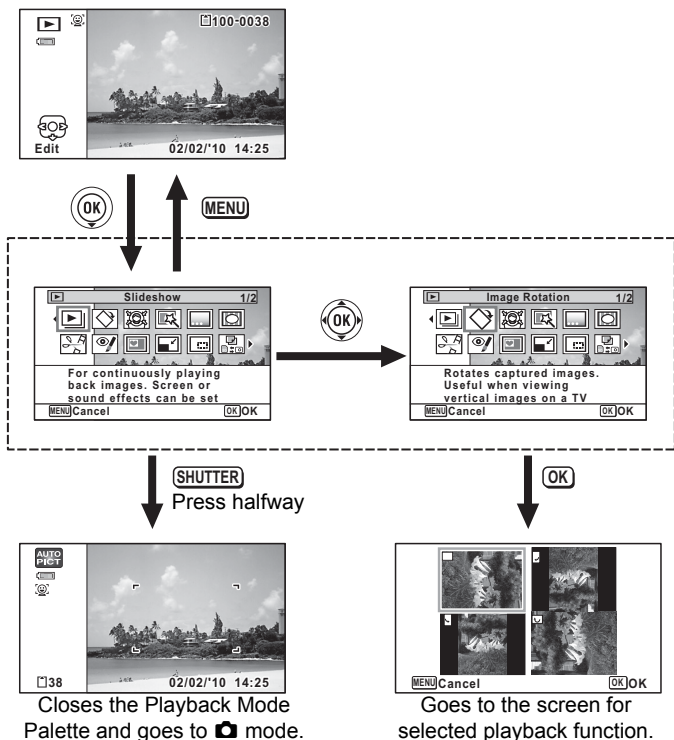 100-0038
Edit
02/02/'10 14:25
OK
MENU
Slideshow 1/2
For continuously playing
back images. Screen or
sound effects can be set
MENU Cancel OK OK
OK
Image Rotation 1/2
Rotates captured images.
Useful when viewing
vertical images on a TV
MENU Cancel OK OK
SHUTTER
Press halfway
OK
AUTO
PICT
38
02/02/'10 14:25
Closes the Playback Mode
Palette and goes to mode.
MENU Cancel OK OK
Goes to the screen for
selected playback function.